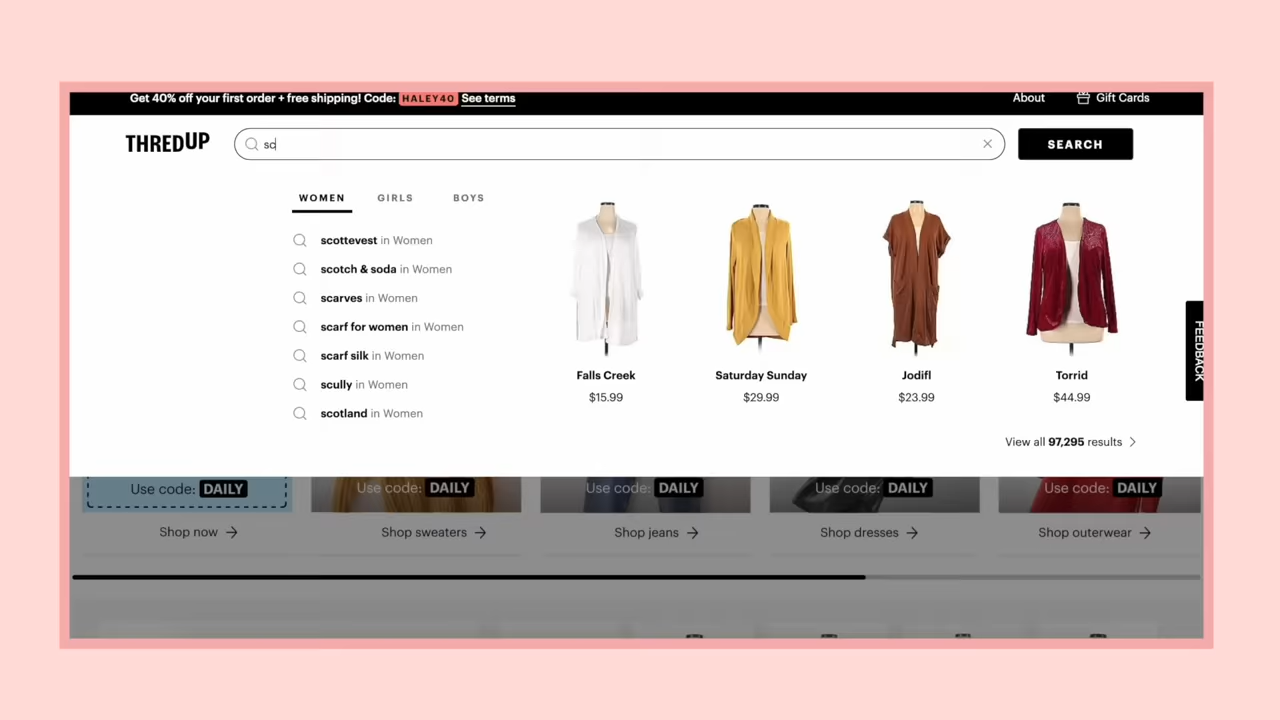 Get 40% off your first order + free shipping! Code: HALEY40 See terms
About
Gift Cards
THREDUP
sc
SEARCH
WOMEN
GIRLS
BOYS
scottevest in Women
scotch & soda in Women
scarves in Women
scarf for women in Women
scarf silk in Women
scully in Women
scotland in Women
Falls Creek
$15.99
Saturday Sunday
$29.99
Jodifl
$23.99
Torrid
$44.99
View all 97,295 results
FEEDBACK
Use code: DAILY
Use code: DAILY
Use code: DAILY
Use code: DAILY
Use code: DAILY
Shop now
Shop sweaters
Shop jeans
Shop dresses
Shop outerwear